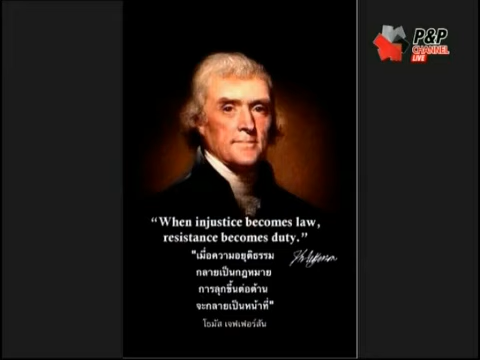 P&P
CHANNEL
LIVE
“When injustice becomes law,
resistance becomes duty.”
"เมื่อความอยุติธรรม
กลายเป็นกฎหมาย
การลุกขึ้นต่อต้าน
จะกลายเป็นหน้าที่"
โธมัส เจฟเฟอร์สัน